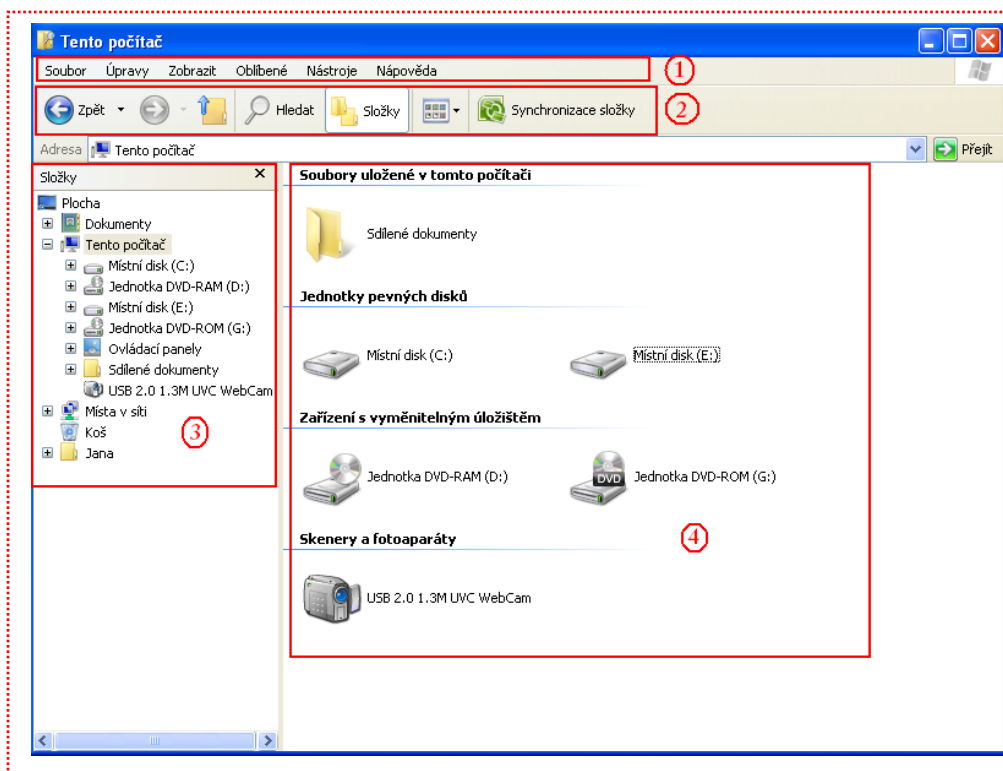 Tento počítač
Soubor Úpravy Zobrazit Oblíbené Nástroje Nápověda
1
Zpět Hledat Složky Synchronizace složky
2
Adresa Tento počítač Přejít
Složky
Plocha
Dokumenty
Tento počítač
Místní disk (C:)
Jednotka DVD-RAM (D:)
Místní disk (E:)
Jednotka DVD-ROM (G:)
Ovládací panely
Sdílené dokumenty
USB 2.0 1.3M UVC WebCam
Místa v síti
Koš
Jana
3
Soubory uložené v tomto počítači
Sdílené dokumenty
Jednotky pevných disků
Místní disk (C:) Místní disk (E:)
Zařízení s vyměnitelným úložištěm
Jednotka DVD-RAM (D:) DVD Jednotka DVD-ROM (G:)
4
Skenery a fotoaparáty
USB 2.0 1.3M UVC WebCam